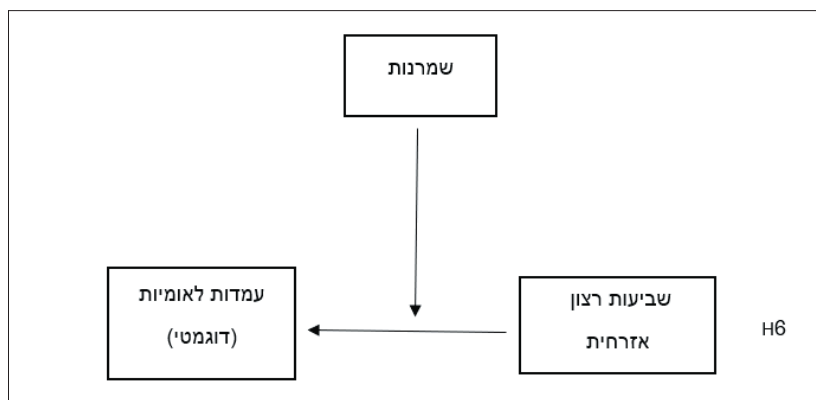 שמרנות
שביעות רצון
אזרחית
H6
עמדות לאומיות
(דוגמטי)